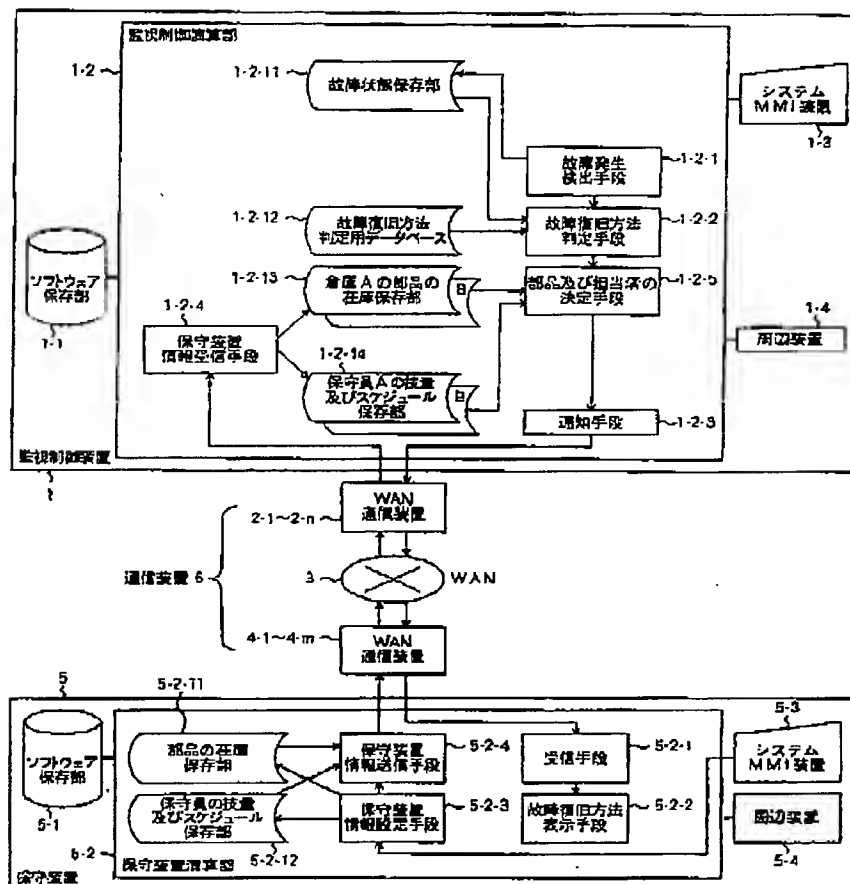 監視制御演算部
1-2
1-2-11
故障状態保存部
システム
MMI装置
1-3
故障発生
検出手段
1-2-1
1-2-12
故障復旧方法
判定用データベース
故障復旧方法
判定手段
1-2-2
1-2-13
倉庫Aの部品の
在庫保存部
B
部品及び担当者の
決定手段
1-2-5
ソフトウェア
保存部
1-1
1-2-4
保守装置
情報受信手段
1-2-14
保守員Aの技量
及びスケジュール
保存部
B
1-4
周辺装置
通知手段
1-2-3
監視制御装置
1
WAN
通信装置
2-1~2-n
通信装置 6
3
WAN
4-1~4-m
WAN
通信装置
5
5-2-11
5-3
ソフトウェア
保存部
5-1
部品の在庫
保存部
保守装置
情報送信手段
5-2-4
受信手段
5-2-1
システム
MMI装置
保守員の技量
及びスケジュール
保存部
5-2-12
保守装置
情報設定手段
5-2-3
故障復旧方法
表示手段
5-2-2
周辺装置
5-4
5-2
保守装置演算部
保守装置